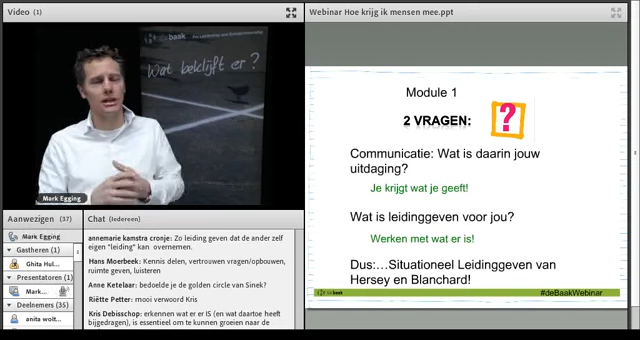 Video (1)
Webinar Hoe krijg ik mensen mee.ppt
de baak
Wat beklijft er?
Mark Egging
Module 1
2 VRAGEN:
?
Communicatie: Wat is daarin jouw
uitdaging?
Je krijgt wat je geeft!
Wat is leidinggeven voor jou?
Werken met wat er is!
Dus:...Situationeel Leidinggeven van
Hersey en Blanchard!
baak
#deBaakWebinar
Aanwezigen (37)
Mark Egging
Gastheren (1)
Ghita Hul...
Presentatoren (1)
Mark...
Deelnemers (35)
anita wolt...
Chat (Iedereen)
annemarie kamstra cronje: Zo leiding geven dat de ander zelf
eigen "leiding" kan overnemen.
Hans Moerbeek: Kennis delen, vertrouwen vragen/opbouwen,
ruimte geven, luisteren
Anne Ketelaar: bedoelde je de golden circle van Sinek?
Riëtte Petter: mooi verwoord Kris
Kris Debisschop: erkennen wat er er IS (en wat daartoe heeft
bijgedragen), is essentieel om te kunnen groeien naar de